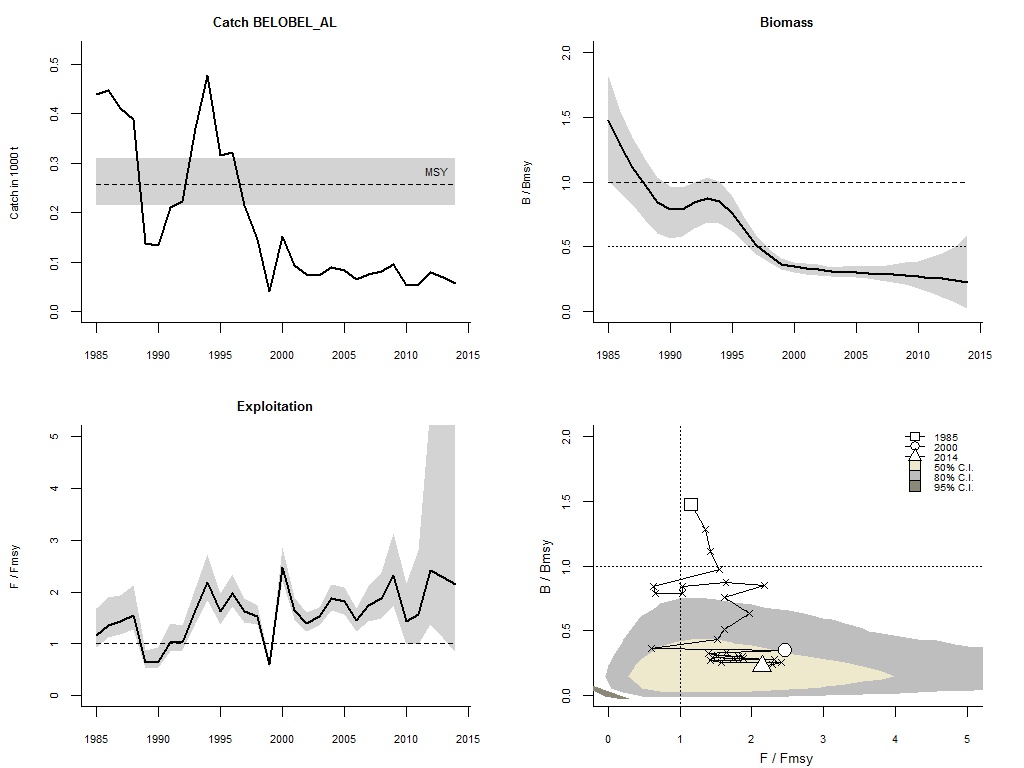 Catch BELOBEL_AL
Catch in 1000 t
0.0 0.1 0.2 0.3 0.4 0.5
MSY
1985 1990 1995 2000 2005 2010 2015
Biomass
B / Bmsy
0.0 0.5 1.0 1.5 2.0
1985 1990 1995 2000 2005 2010 2015
Exploitation
F / Fmsy
0 1 2 3 4 5
1985 1990 1995 2000 2005 2010 2015
B / Bmsy
0.0 0.5 1.0 1.5 2.0
1985
2000
2014
50% C.I.
80% C.I.
95% C.I.
0 1 2 3 4 5
F / Fmsy